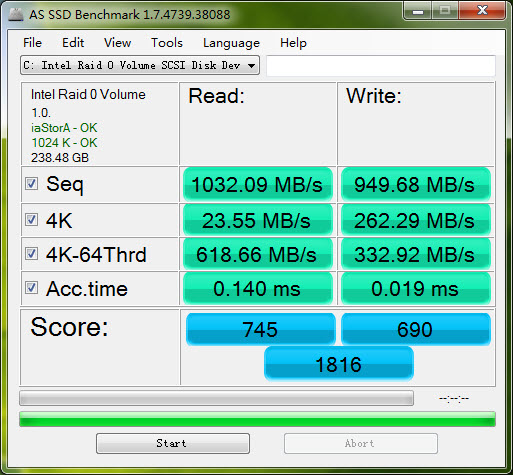 AS SSD Benchmark 1.7.4739.38088
File Edit View Tools Language Help
C: Intel Raid 0 Volume SCSI Disk Dev
Intel Raid 0 Volume
1.0.
iaStorA - OK
1024 K - OK
238.48 GB
Read: Write:
Seq 1032.09 MB/s 949.68 MB/s
4K 23.55 MB/s 262.29 MB/s
4K-64Thrd 618.66 MB/s 332.92 MB/s
Acc.time 0.140 ms 0.019 ms
Score: 745 690
1816
--:--:--
Start Abort